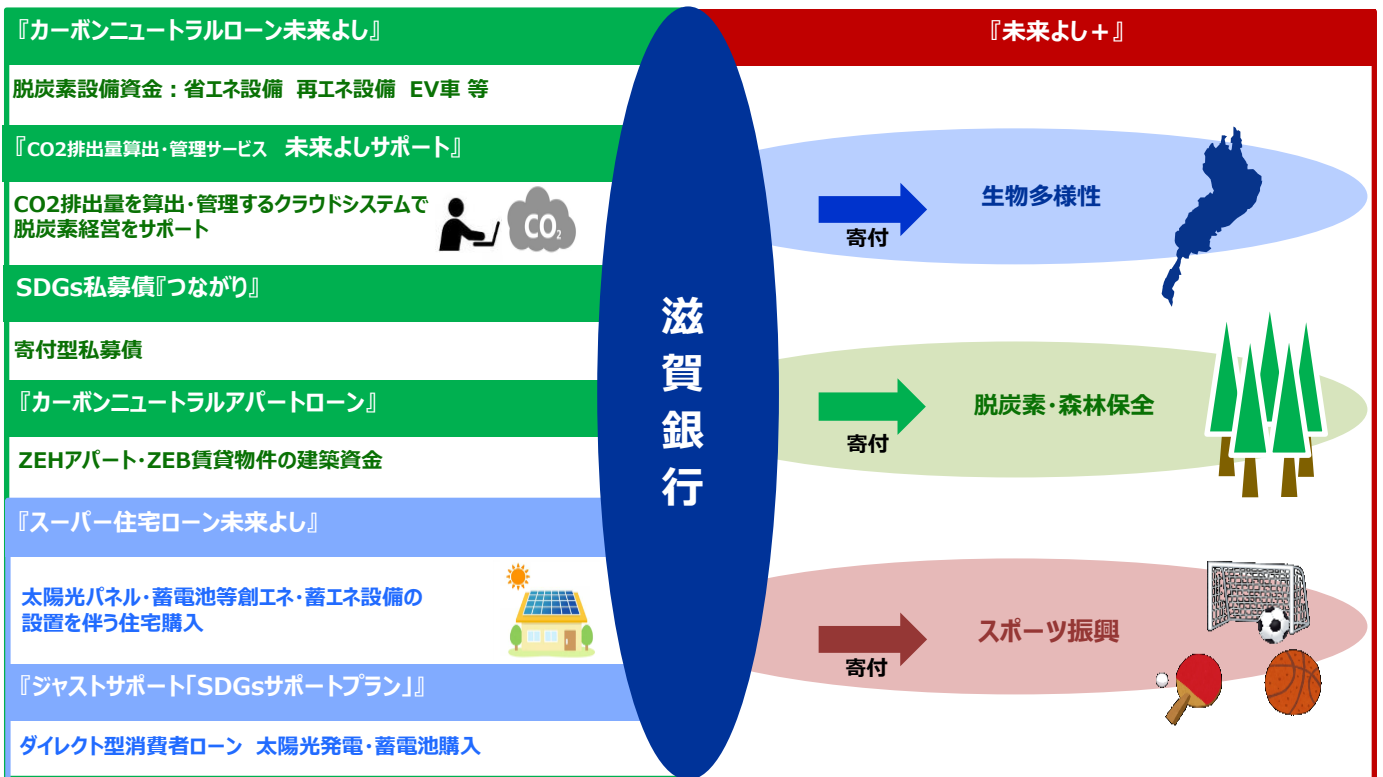 『カーボンニュートラルローン未来よし』
脱炭素設備資金：省エネ設備 再エネ設備 EV車 等
『CO2排出量算出・管理サービス 未来よしサポート』
CO2排出量を算出・管理するクラウドシステムで
脱炭素経営をサポート
CO₂
SDGs私募債『つながり』
寄付型私募債
『カーボンニュートラルアパートローン』
ZEHアパート・ZEB賃貸物件の建築資金
『スーパー住宅ローン未来よし』
太陽光パネル・蓄電池等創エネ・蓄エネ設備の
設置を伴う住宅購入
『ジャストサポート「SDGsサポートプラン」』
ダイレクト型消費者ローン 太陽光発電・蓄電池購入
滋賀銀行
『未来よし＋』
寄付
生物多様性
寄付
脱炭素・森林保全
寄付
スポーツ振興